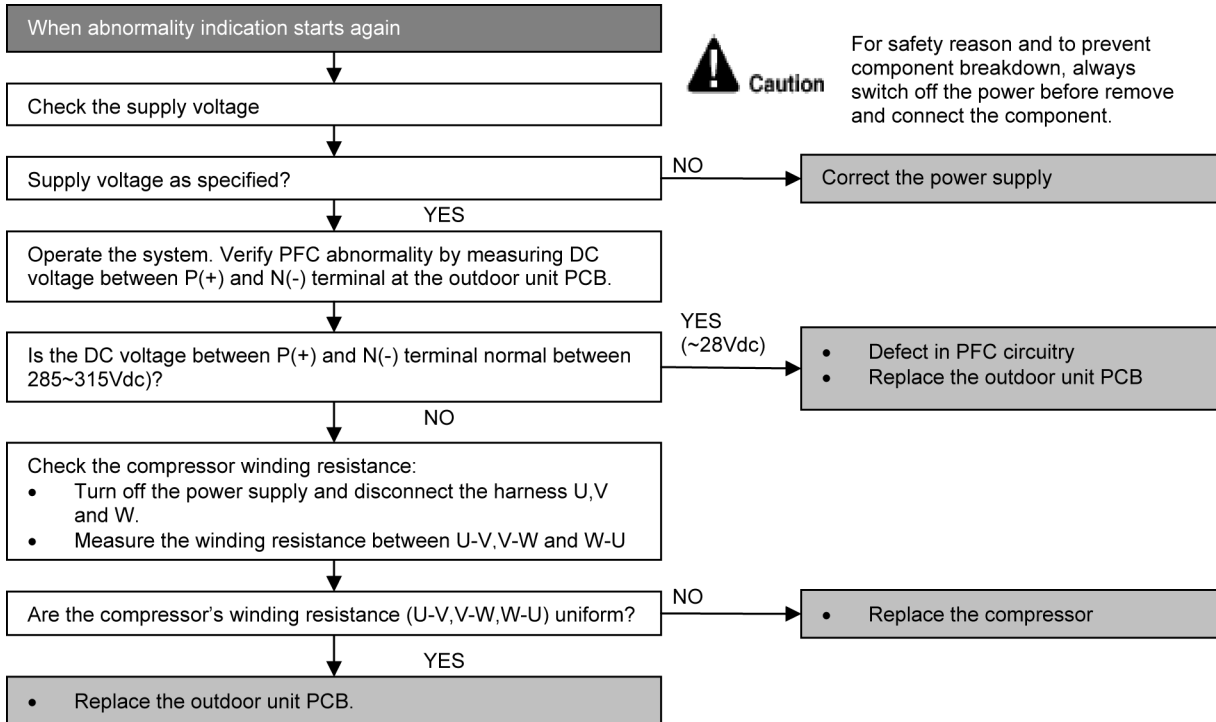 When abnormality indication starts again
Caution
For safety reason and to prevent
component breakdown, always
switch off the power before remove
and connect the component.
Check the supply voltage
Supply voltage as specified?
NO
Correct the power supply
YES
Operate the system. Verify PFC abnormality by measuring DC
voltage between P(+) and N(-) terminal at the outdoor unit PCB.
Is the DC voltage between P(+) and N(-) terminal normal between
285~315Vdc)?
YES
(~28Vdc)
• Defect in PFC circuitry
• Replace the outdoor unit PCB
NO
Check the compressor winding resistance:
• Turn off the power supply and disconnect the harness U,V
and W.
• Measure the winding resistance between U-V,V-W and W-U
Are the compressor's winding resistance (U-V,V-W,W-U) uniform?
NO
• Replace the compressor
YES
• Replace the outdoor unit PCB.